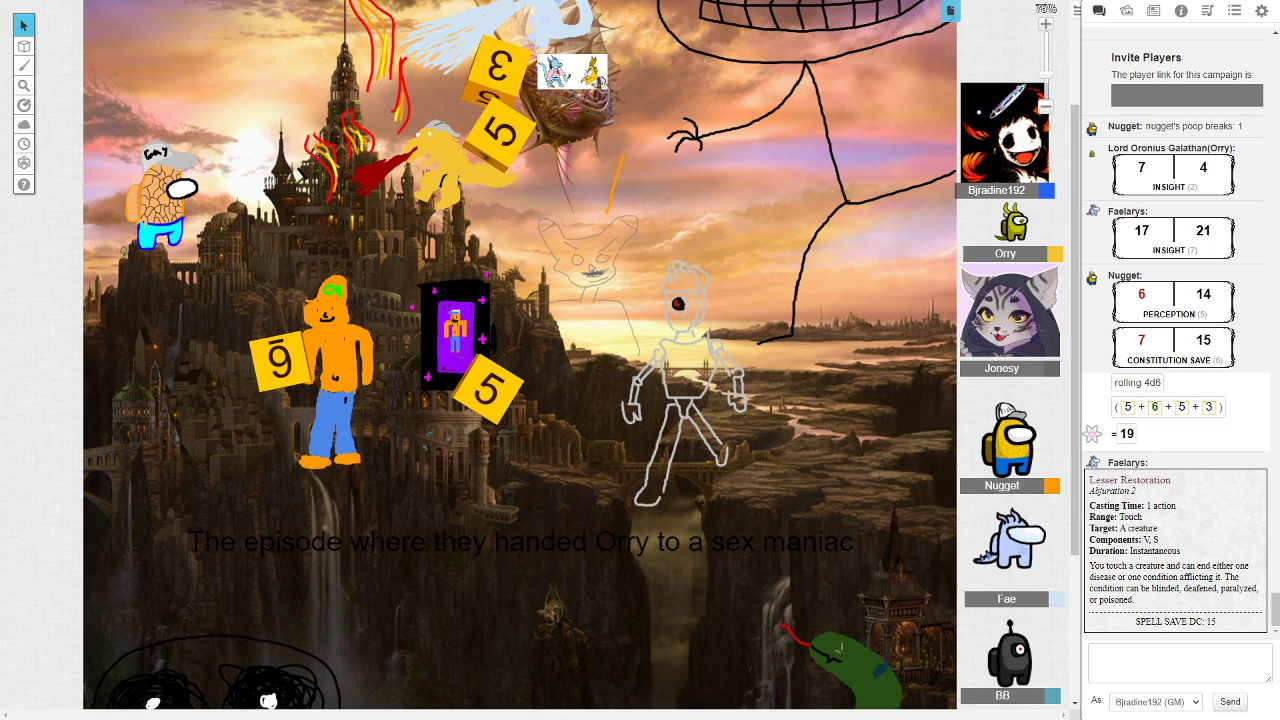 78%
Invite Players
The player link for this campaign is
Nugget: nugget's poop breaks: 1
Lord Oronius Galathan(Orry):
7 4
INSIGHT (2)
Faelarys:
17 21
INSIGHT (7)
Nugget:
6 14
PERCEPTION (5)
7 15
CONSTITUTION SAVE (6)
rolling 4d6
( 5 + 6 + 5 + 3 )
= 19
Faelarys:
Lesser Restoration
Abjuration 2
Casting Time: 1 action
Range: Touch
Target: A creature
Components: V, S
Duration: Instantaneous
You touch a creature and can end either one
disease or one condition afflicting it. The
condition can be blinded, deafened, paralyzed,
or poisoned.
SPELL SAVE DC: 15
As: Bjradine192 (GM)
Send
Bjradine192
Orry
Jonesy
Nugget
Fae
BB
3
5
5
9
5
GAY
The episode where they handed Orry to a sex maniac